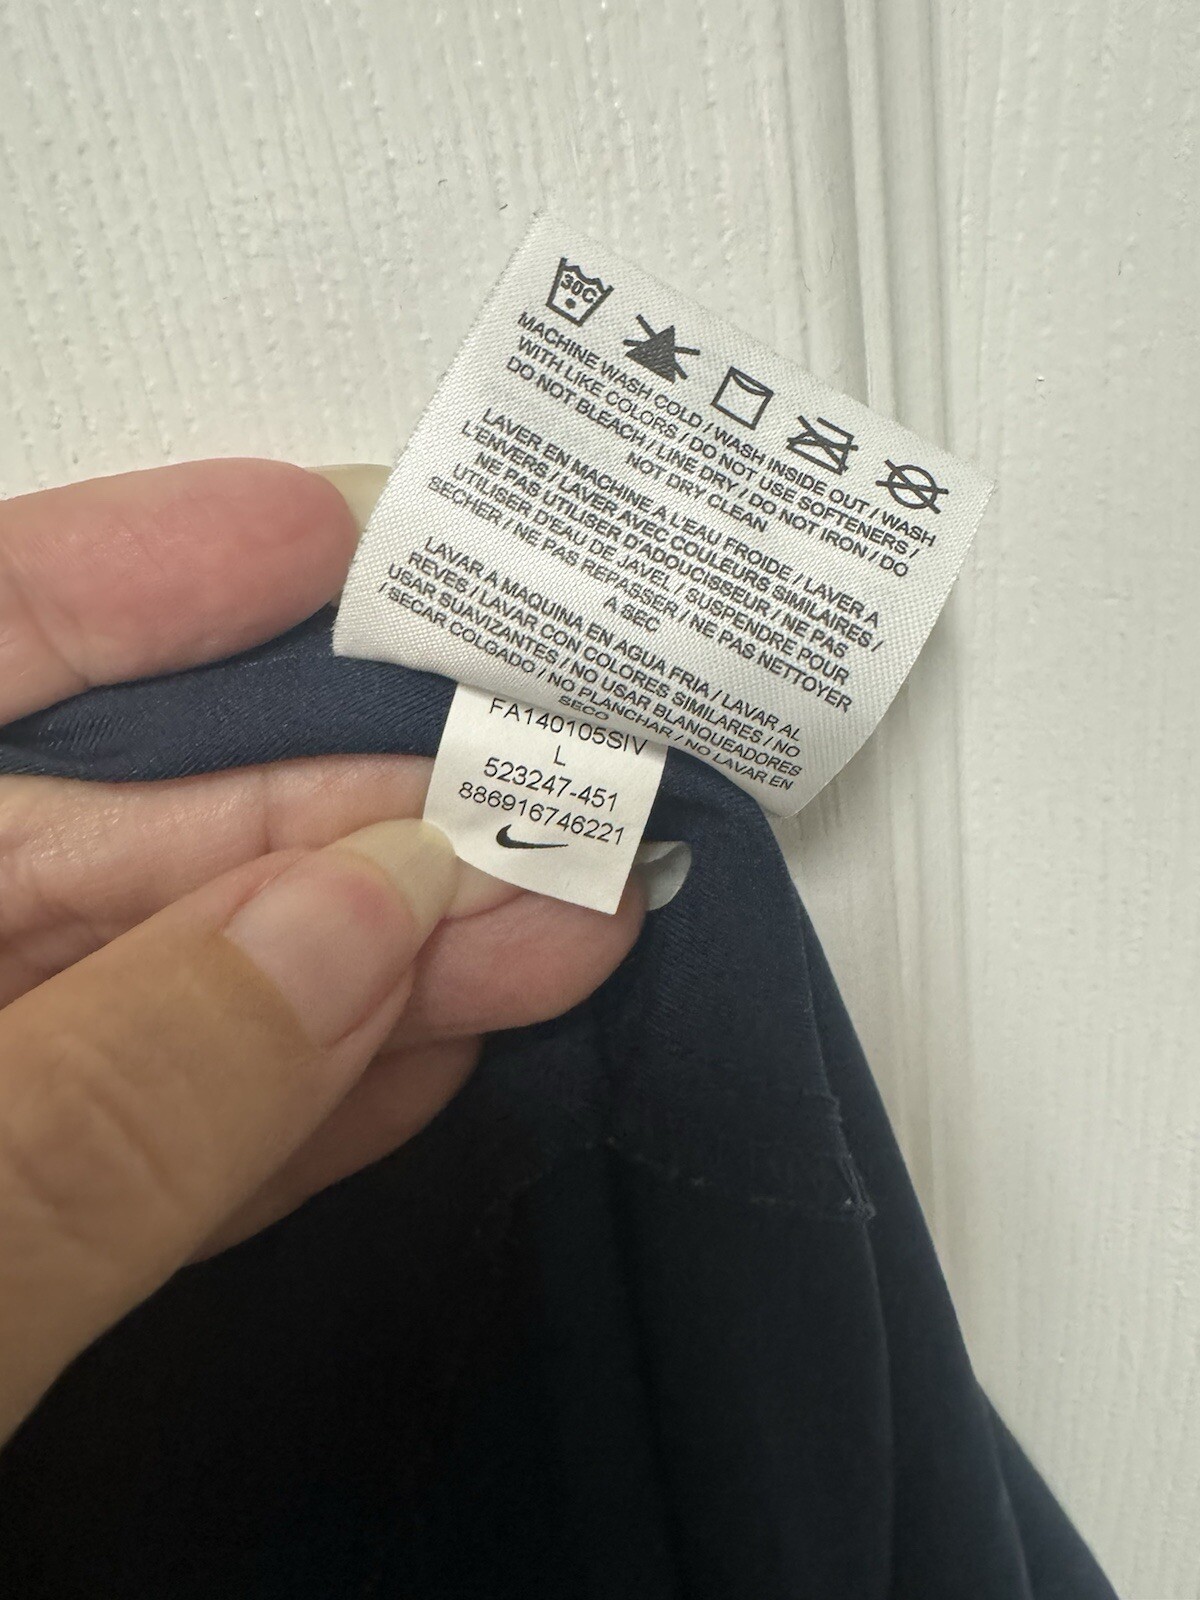 30C
MACHINE WASH COLD / WASH INSIDE OUT / WASH
WITH LIKE COLORS / DO NOT USE SOFTENERS /
DO NOT BLEACH / LINE DRY / DO NOT IRON / DO
NOT DRY CLEAN
LAVER EN MACHINE A L'EAU FROIDE / LAVER A
L'ENVERS / LAVER AVEC COULEURS SIMILAIRES /
NE PAS UTILISER D'ADOUCISSEUR / NE PAS
UTILISER D'EAU DE JAVEL / SUSPENDRE POUR
SECHER / NE PAS REPASSER / NE PAS NETTOYER
A SEC
LAVAR A MAQUINA EN AGUA FRIA / LAVAR AL
REVES / LAVAR CON COLORES SIMILARES / NO
USAR SUAVIZANTES / NO USAR BLANQUEADORES
/ SECAR COLGADO / NO PLANCHAR / NO LAVAR EN
SECO
FA140105SIV
L
523247-451
886916746221